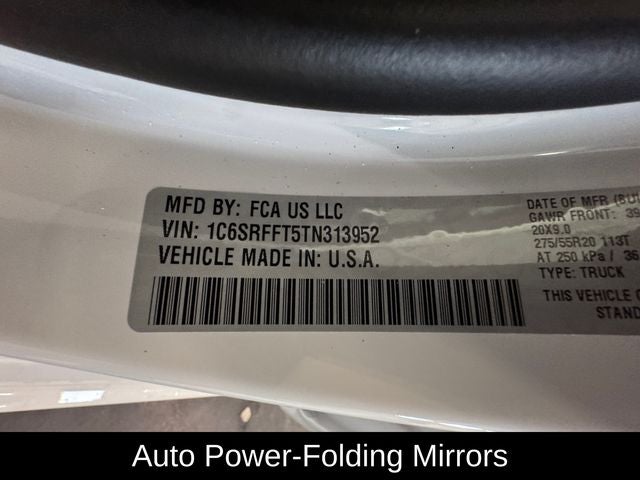 MFD BY: FCA US LLC
VIN: 1C6SRFFT5TN313952
VEHICLE MADE IN: U.S.A.
DATE OF MFR
GAWR FRONT:
20X9.0
275/55R20 113T
AT 250 kPa / 36
TYPE: TRUCK
THIS VEHICLE
Auto Power-Folding Mirrors